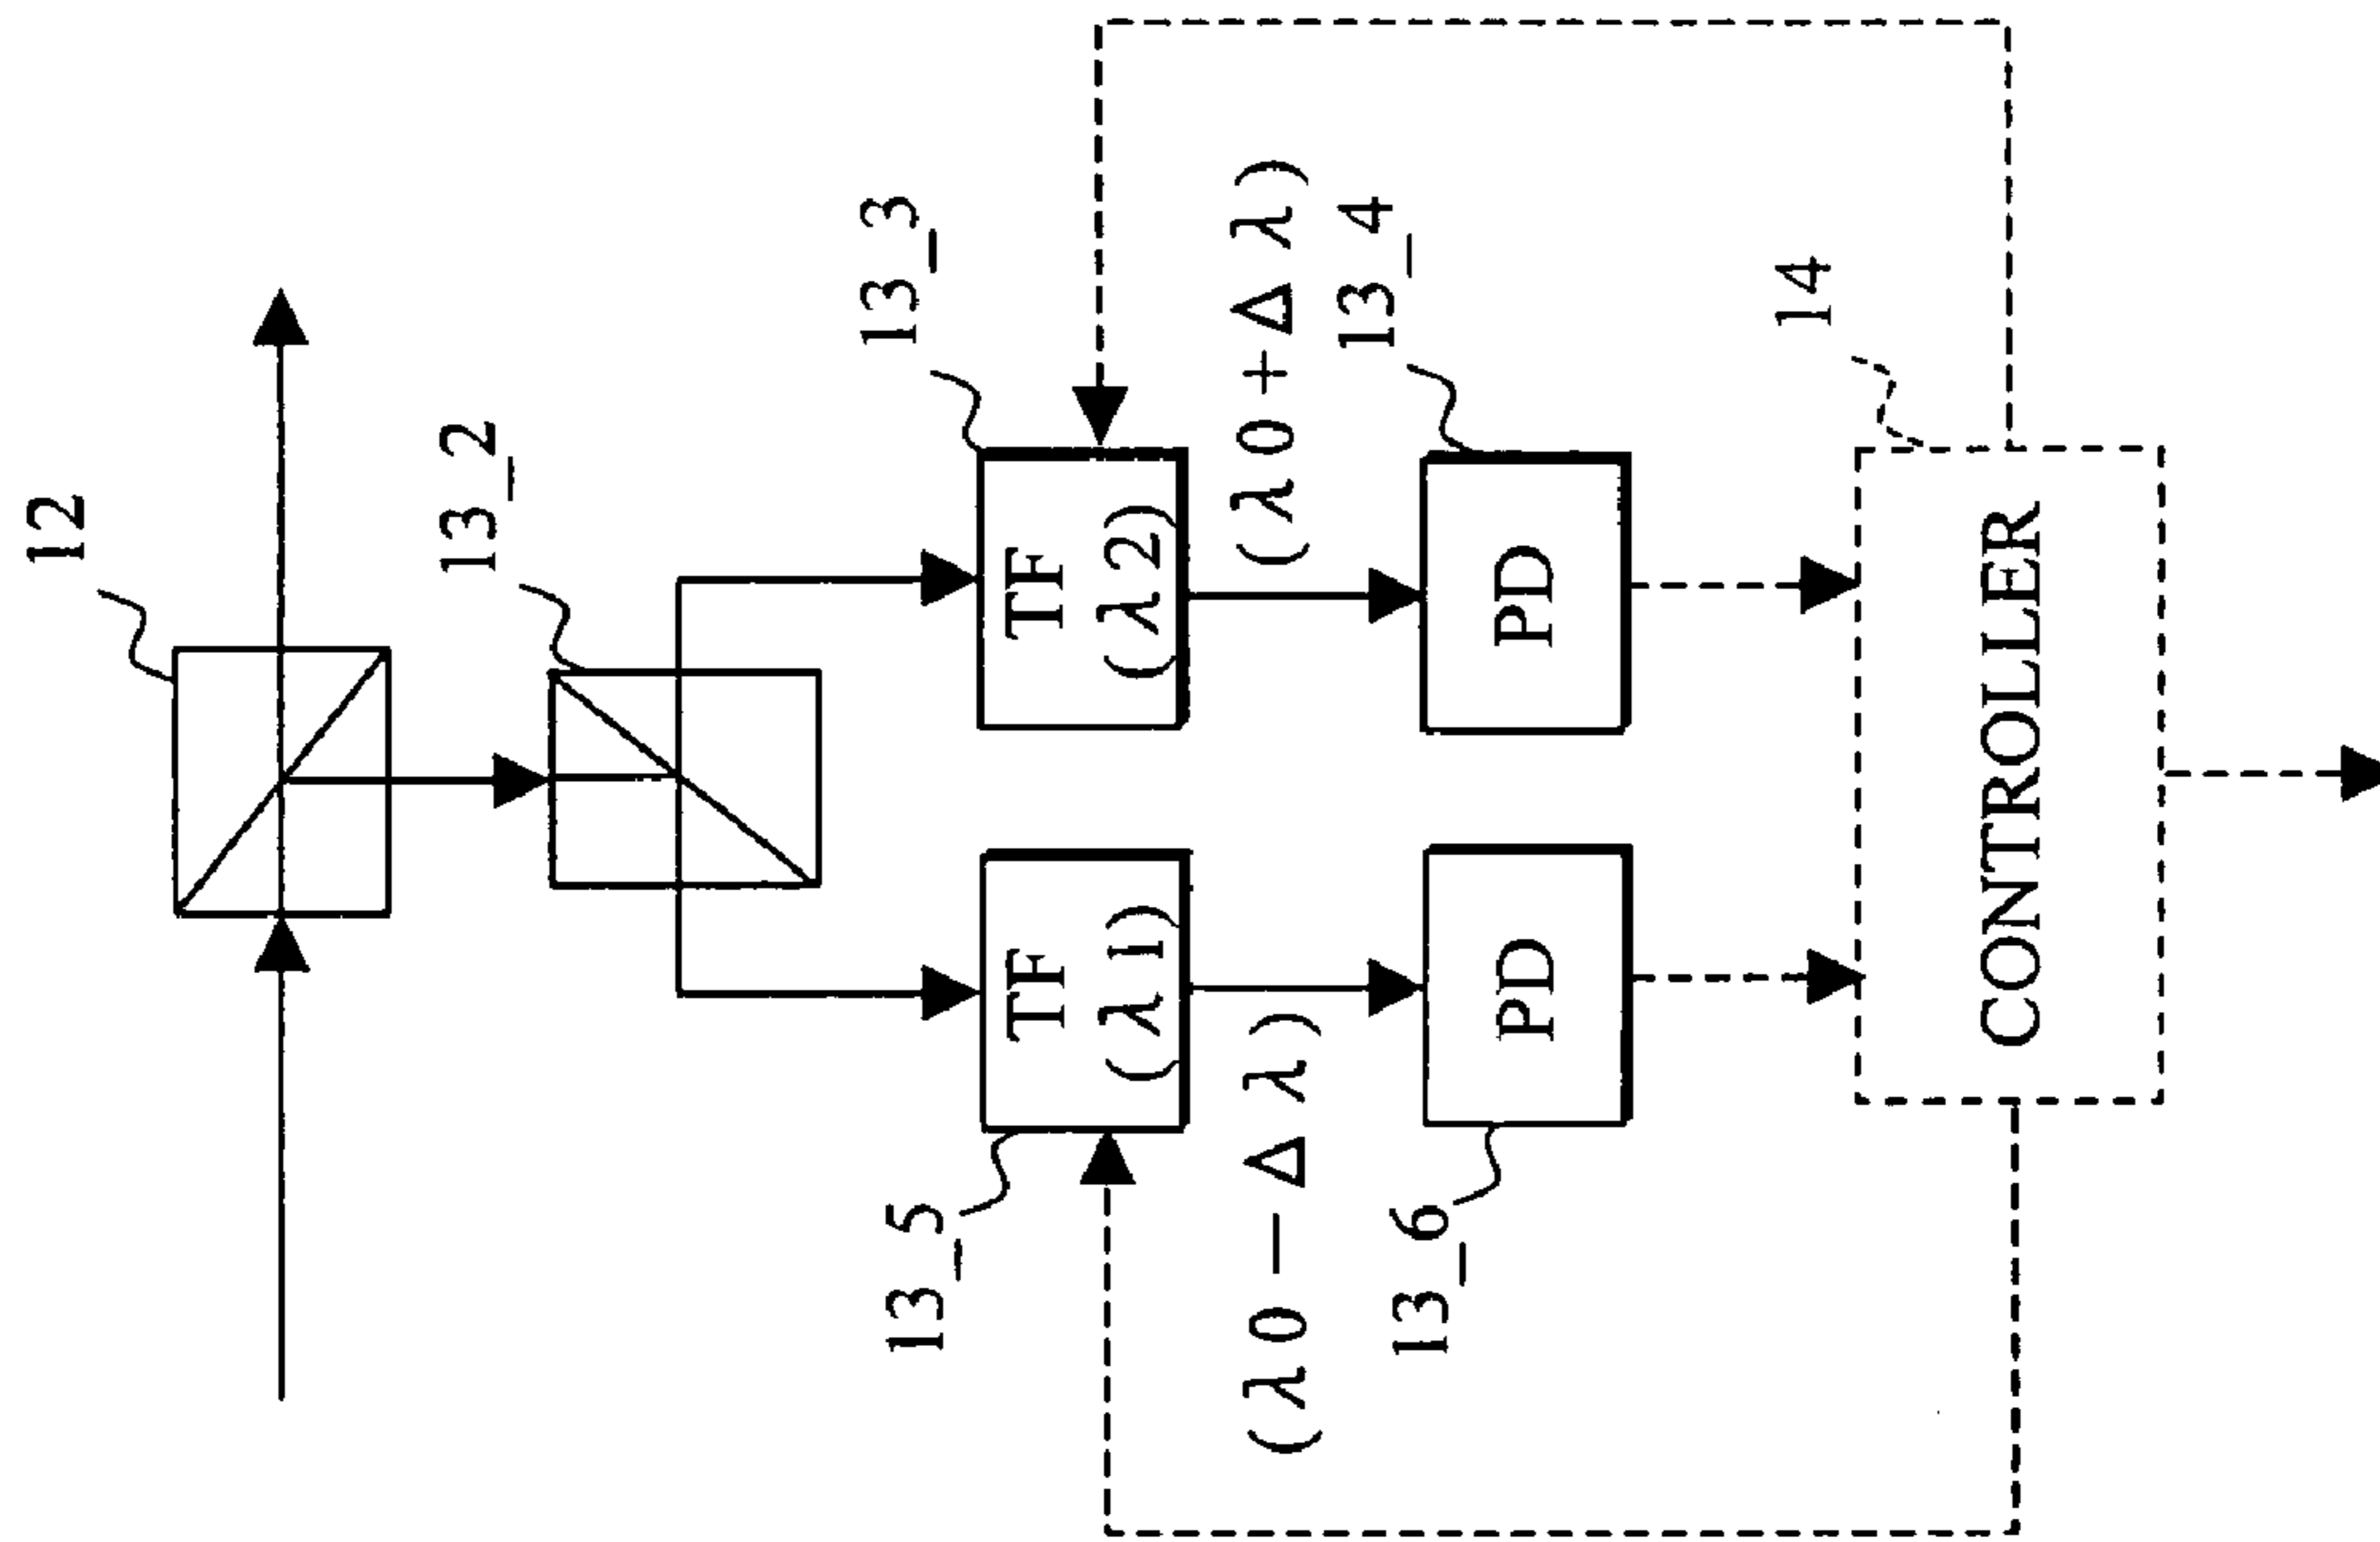 12
13_2
13_3
TF
(λ2)
(λ0+Δλ)
13_4
PD
14
13_5
TF
(λ1)
(λ0−Δλ)
13_6
PD
CONTROLLER